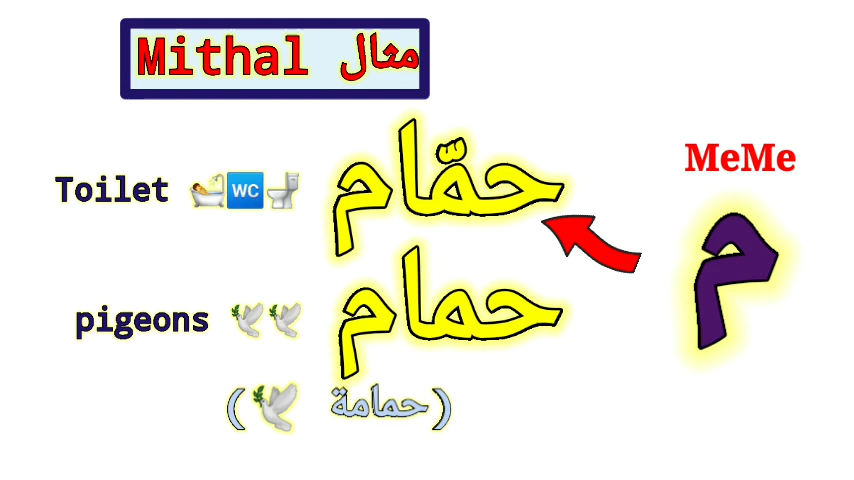 Mithal مثال
MeMe
م
Toilet 🛀🚾🚽 حمّام
pigeons 🕊🕊 حمام
(حمامة 🕊)